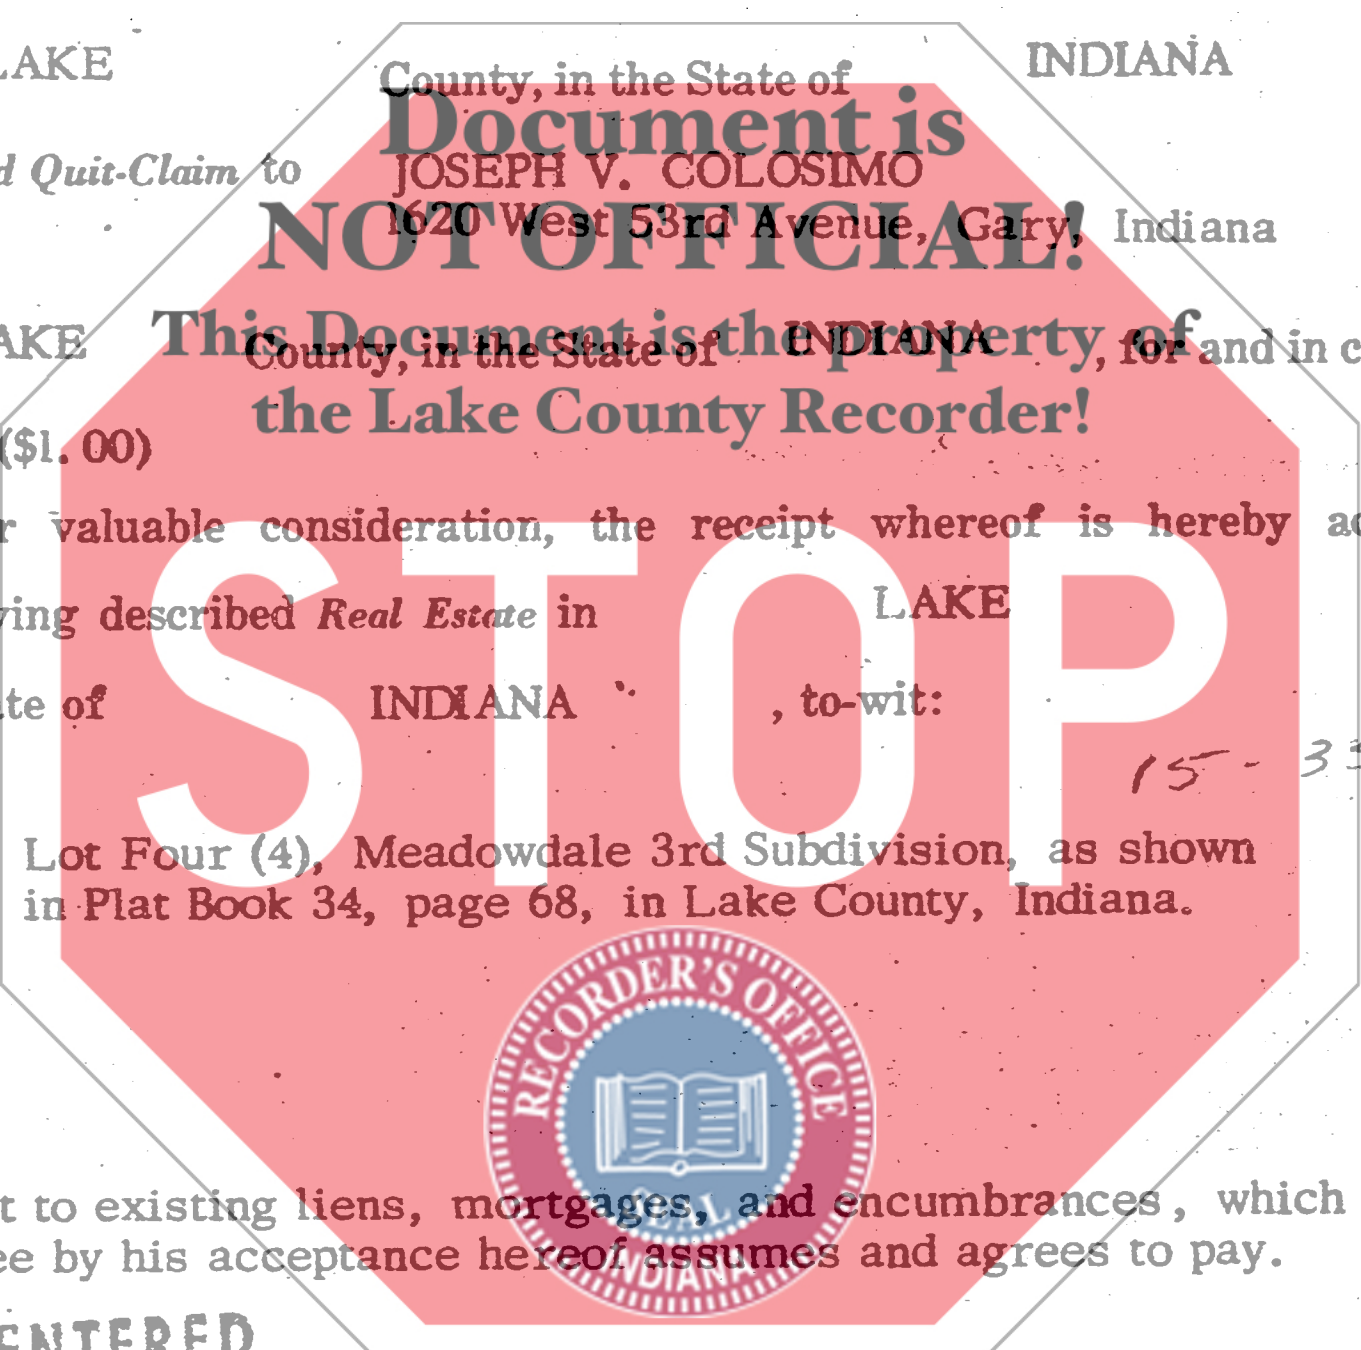 LAKE County, in the State of INDIANA
Document is
Quit-Claim to JOSEPH V. COLOSIMO
NOT OFFICIAL!
1620 West 53rd Avenue, Gary, Indiana
This Document is the property of
AKE County, in the State of INDIANA , for and in c
the Lake County Recorder!
($1.00)
r valuable consideration, the receipt whereof is hereby ac
ving described Real Estate in LAKE
te of INDIANA , to-wit:
STOP
15 - 33
Lot Four (4), Meadowdale 3rd Subdivision, as shown
in Plat Book 34, page 68, in Lake County, Indiana.
RECORDER'S OFFICE
SEAL
INDIANA
t to existing liens, mortgages, and encumbrances, which
ee by his acceptance hereof assumes and agrees to pay.
ENTERED